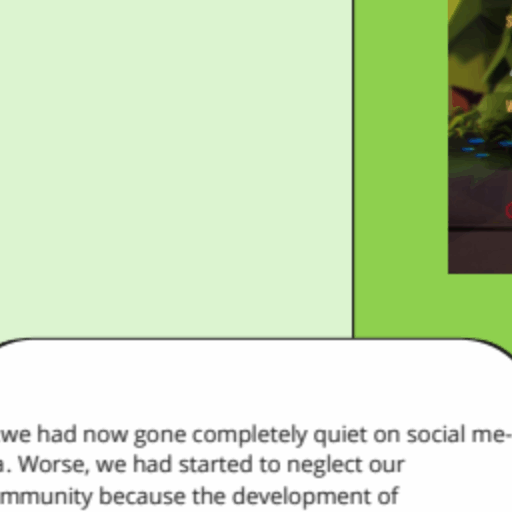 we had now gone completely quiet on social me-
a. Worse, we had started to neglect our
mmunity because the development of